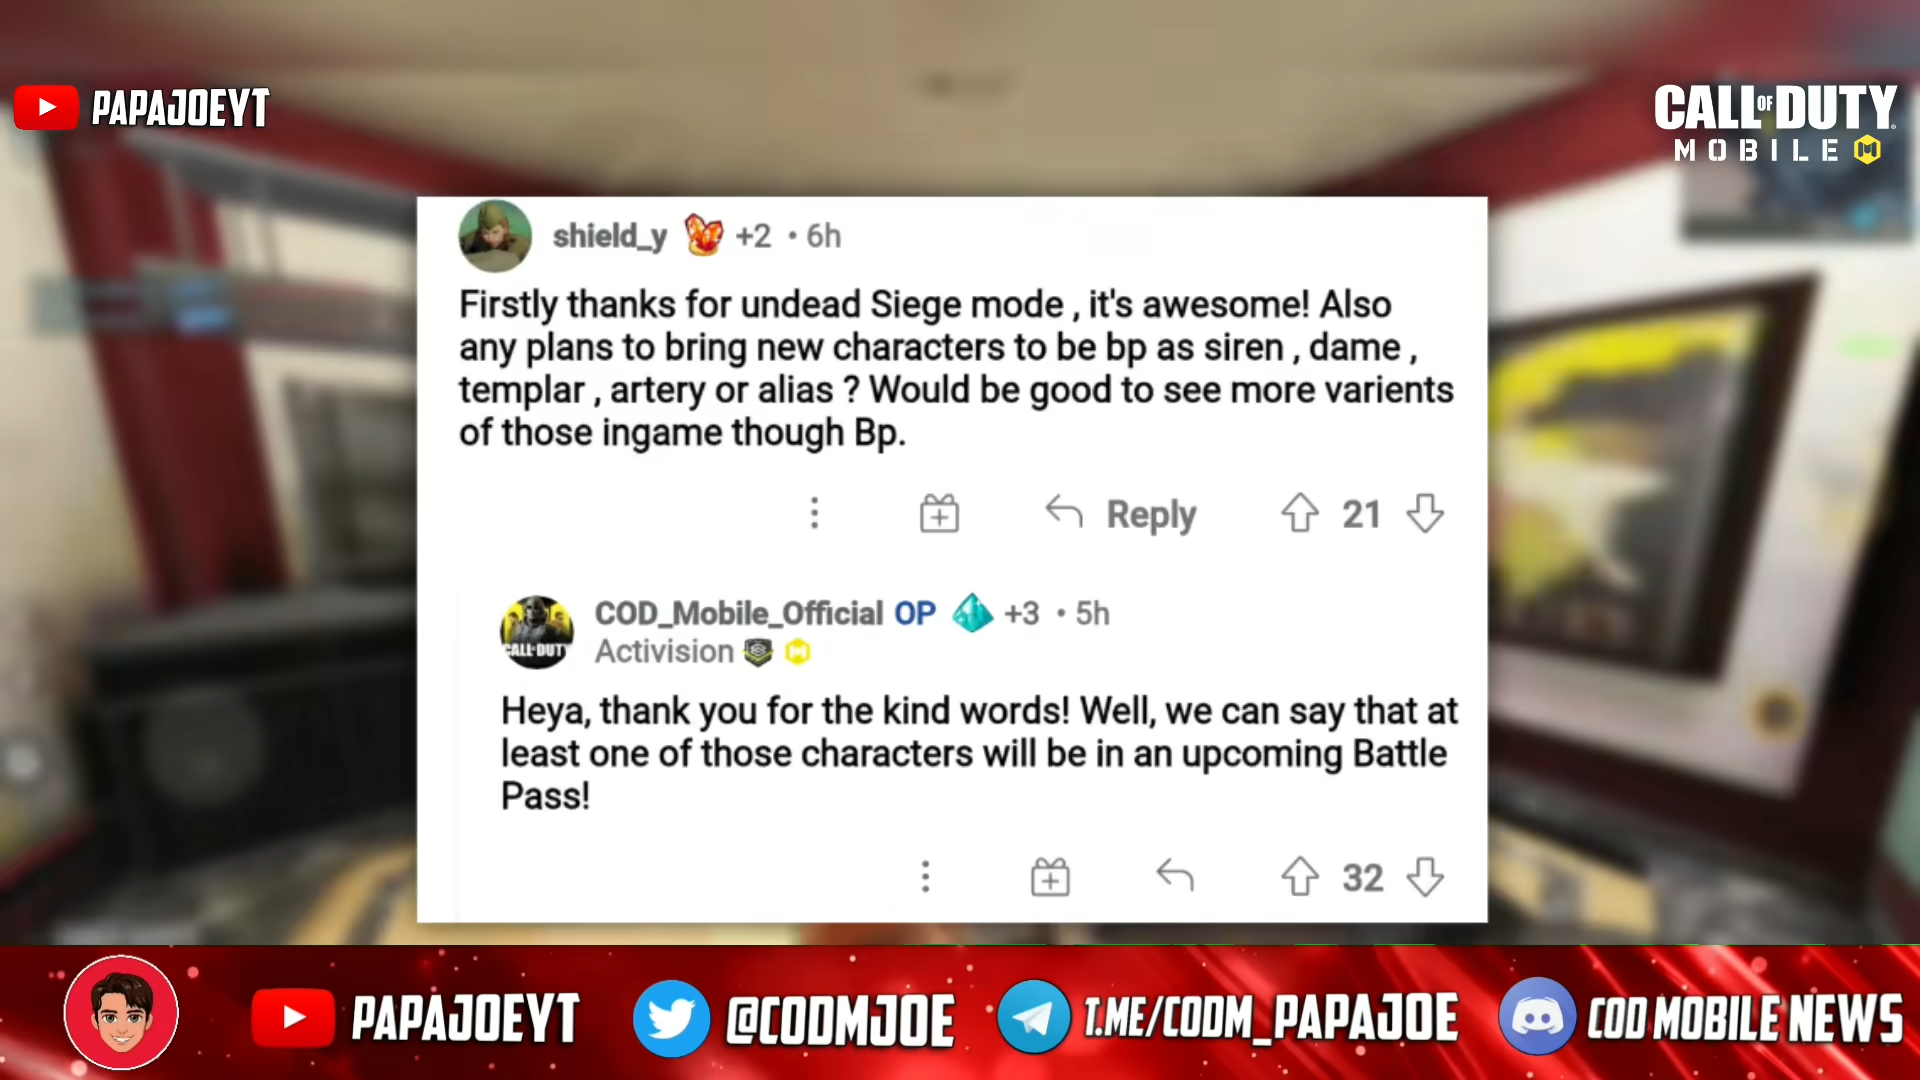 PAPAJOEYT
CALL OF DUTY
MOBILE
shield_y +2 • 6h
Firstly thanks for undead Siege mode , it's awesome! Also
any plans to bring new characters to be bp as siren , dame ,
templar , artery or alias ? Would be good to see more varients
of those ingame though Bp.
Reply 21
COD_Mobile_Official OP +3 • 5h
CALL DUTY
Activision
Heya, thank you for the kind words! Well, we can say that at
least one of those characters will be in an upcoming Battle
Pass!
32
PAPAJOEYT @CODMJOE T.ME/CODM_PAPAJOE COD MOBILE NEWS